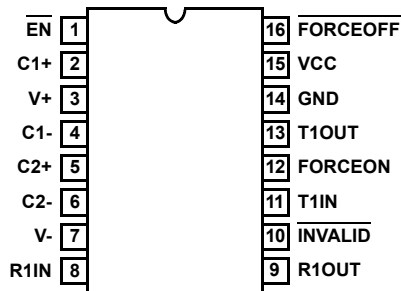 EN 1 16 FORCEOFF
C1+ 2 15 VCC
V+ 3 14 GND
C1- 4 13 T1OUT
C2+ 5 12 FORCEON
C2- 6 11 T1IN
V- 7 10 INVALID
R1IN 8 9 R1OUT